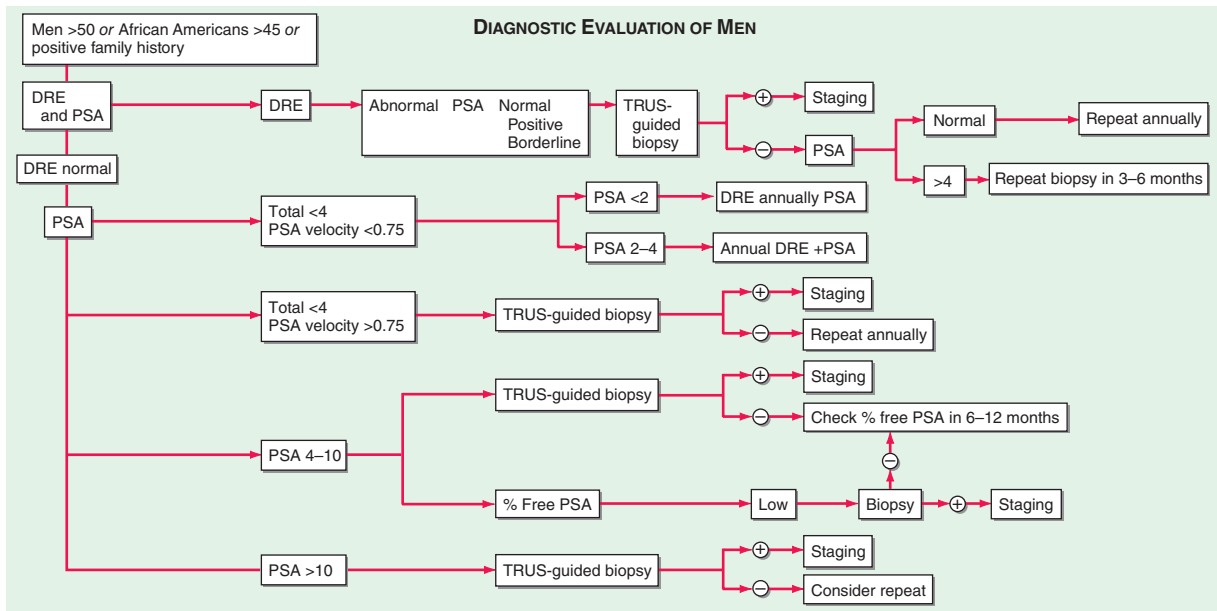 DIAGNOSTIC EVALUATION OF MEN
Men >50 or African Americans >45 or
positive family history
DRE
and PSA
DRE
Abnormal PSA Normal
Positive
Borderline
TRUS-
guided
biopsy
+
Staging
−
PSA
Normal
Repeat annually
>4
Repeat biopsy in 3–6 months
DRE normal
PSA
Total <4
PSA velocity <0.75
PSA <2
DRE annually PSA
PSA 2–4
Annual DRE +PSA
Total <4
PSA velocity >0.75
TRUS-guided biopsy
+
Staging
−
Repeat annually
PSA 4–10
TRUS-guided biopsy
+
Staging
−
Check % free PSA in 6–12 months
−
% Free PSA
Low
Biopsy
+
Staging
PSA >10
TRUS-guided biopsy
+
Staging
−
Consider repeat